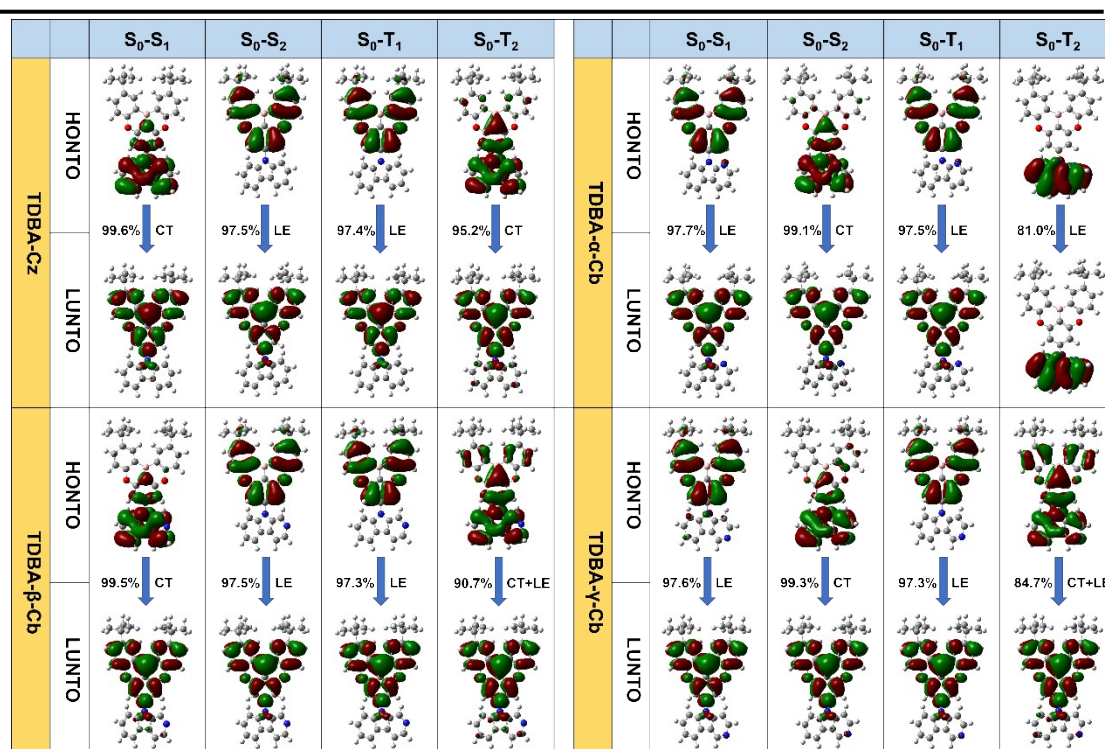 S₀-S₁ S₀-S₂ S₀-T₁ S₀-T₂
TDBA-Cz
HONTO
99.6% CT 97.5% LE 97.4% LE 95.2% CT
LUNTO
TDBA-β-Cb
HONTO
99.5% CT 97.5% LE 97.3% LE 90.7% CT+LE
LUNTO
S₀-S₁ S₀-S₂ S₀-T₁ S₀-T₂
TDBA-α-Cb
HONTO
97.7% LE 99.1% CT 97.5% LE 81.0% LE
LUNTO
TDBA-γ-Cb
HONTO
97.6% LE 99.3% CT 97.3% LE 84.7% CT+LE
LUNTO